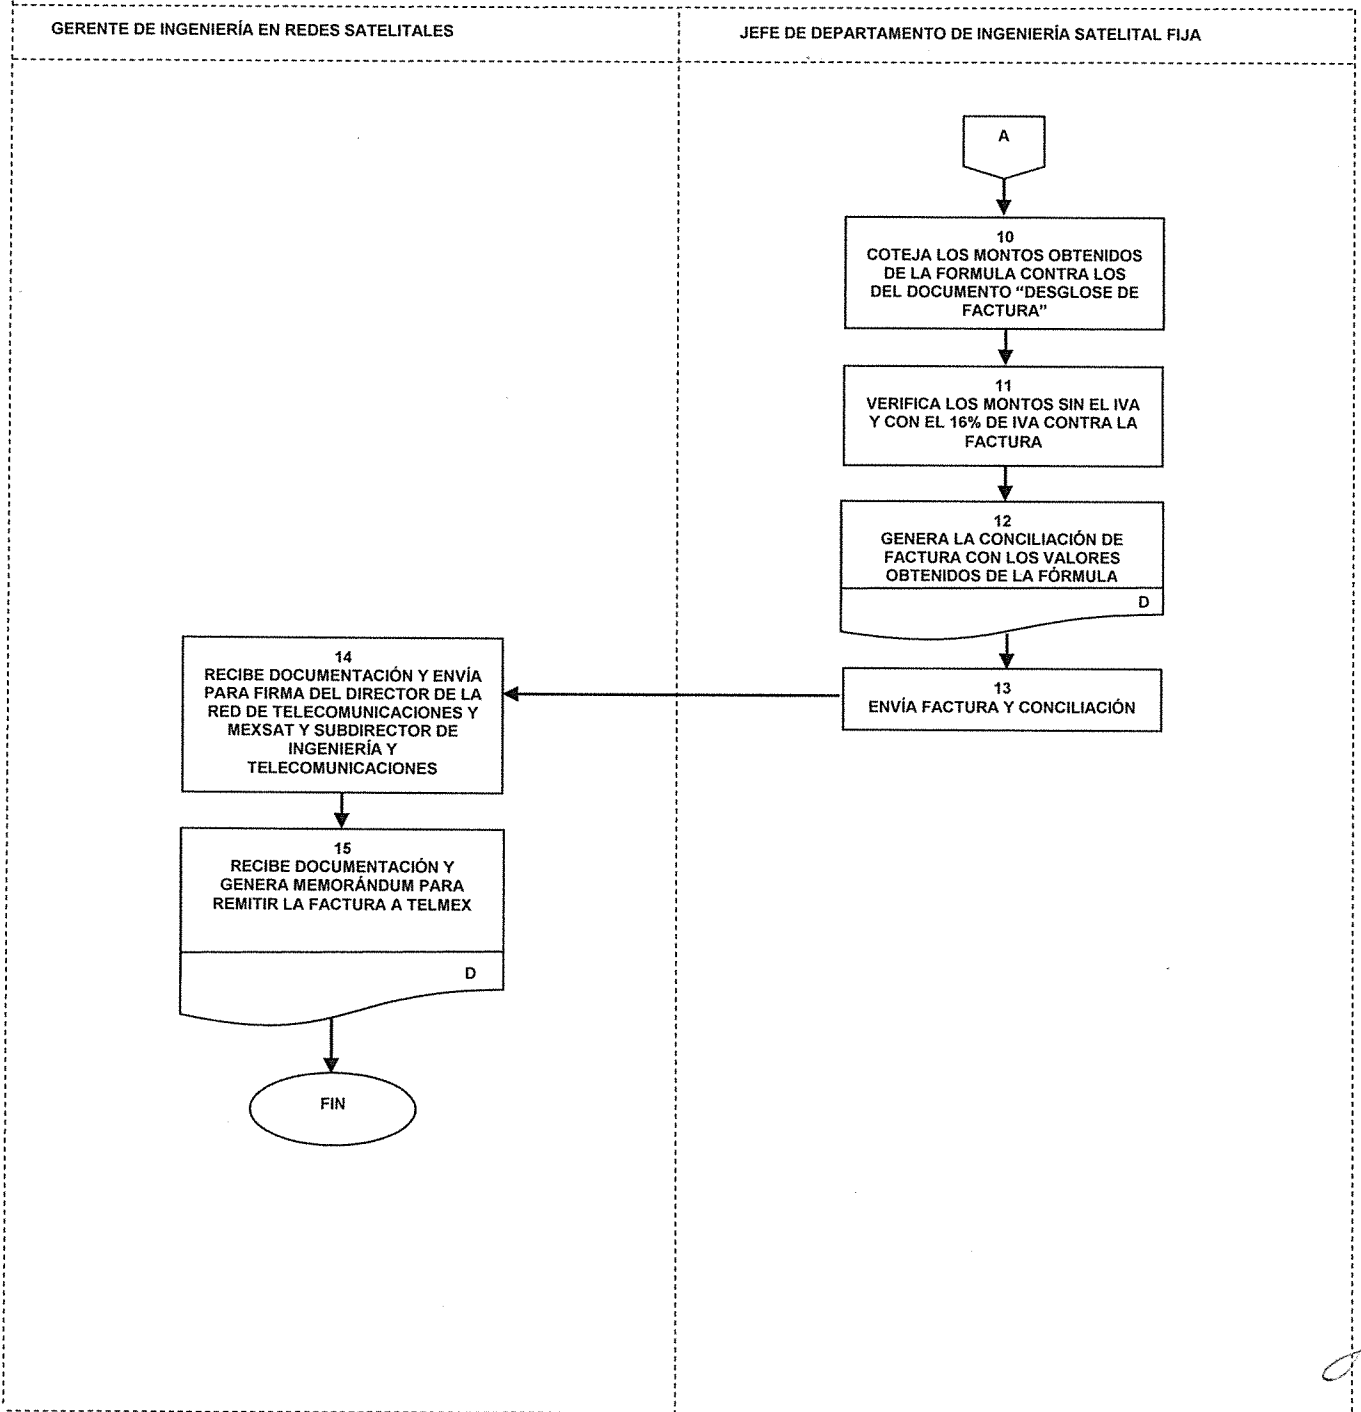 GERENTE DE INGENIERÍA EN REDES SATELITALES
JEFE DE DEPARTAMENTO DE INGENIERÍA SATELITAL FIJA
A
10
COTEJA LOS MONTOS OBTENIDOS
DE LA FORMULA CONTRA LOS
DEL DOCUMENTO “DESGLOSE DE
FACTURA”
11
VERIFICA LOS MONTOS SIN EL IVA
Y CON EL 16% DE IVA CONTRA LA
FACTURA
12
GENERA LA CONCILIACIÓN DE
FACTURA CON LOS VALORES
OBTENIDOS DE LA FÓRMULA
D
13
ENVÍA FACTURA Y CONCILIACIÓN
14
RECIBE DOCUMENTACIÓN Y ENVÍA
PARA FIRMA DEL DIRECTOR DE LA
RED DE TELECOMUNICACIONES Y
MEXSAT Y SUBDIRECTOR DE
INGENIERÍA Y
TELECOMUNICACIONES
15
RECIBE DOCUMENTACIÓN Y
GENERA MEMORÁNDUM PARA
REMITIR LA FACTURA A TELMEX
D
FIN